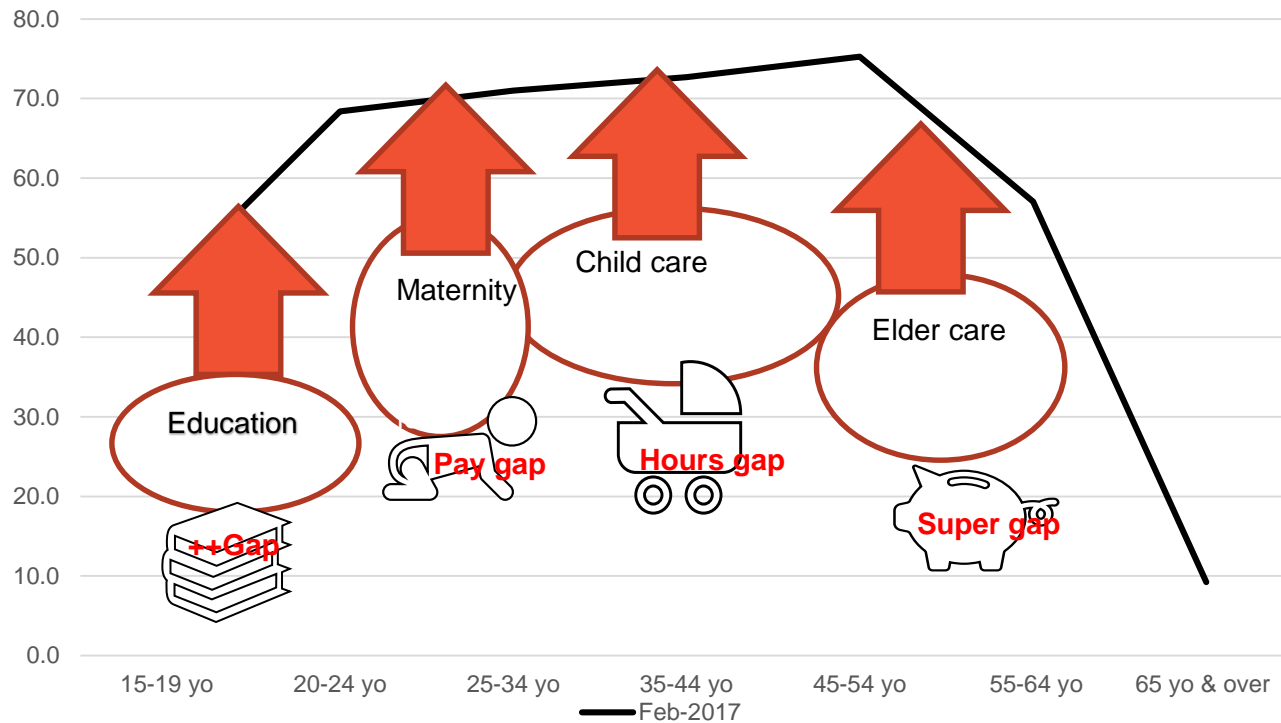 80.0
70.0
60.0
50.0
40.0
30.0
20.0
10.0
0.0
Education
Maternity
Child care
Elder care
++Gap
Pay gap
Hours gap
Super gap
15-19 yo
20-24 yo
25-34 yo
35-44 yo
45-54 yo
55-64 yo
65 yo & over
Feb-2017